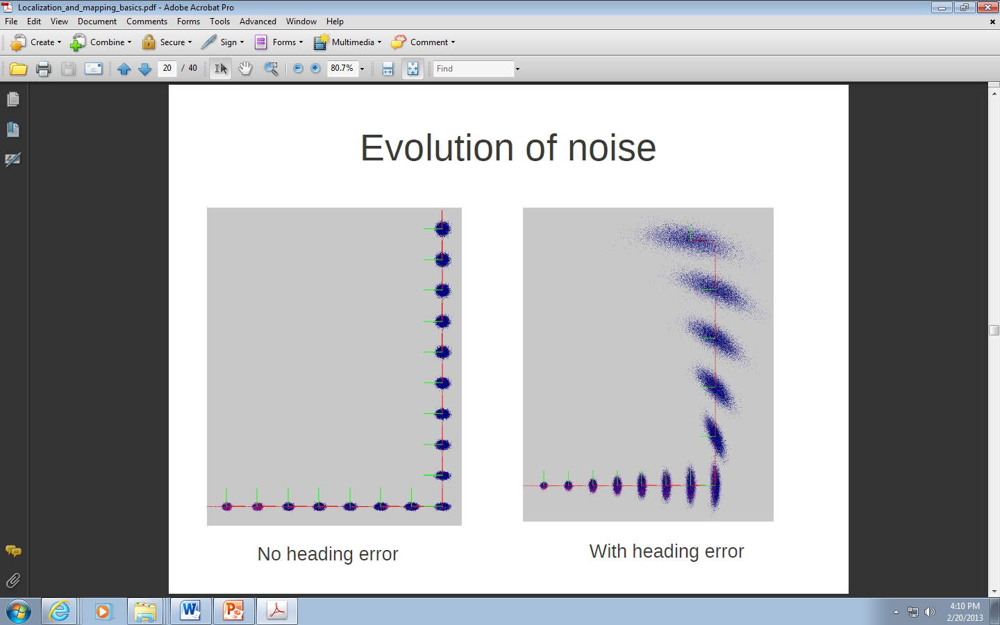 Localization_and_mapping_basics.pdf - Adobe Acrobat Pro
File Edit View Document Comments Forms Tools Advanced Window Help
Create Combine Secure Sign Forms Multimedia Comment
20 / 40 80.7% Find
Evolution of noise
No heading error
With heading error
4:10 PM
2/20/2013